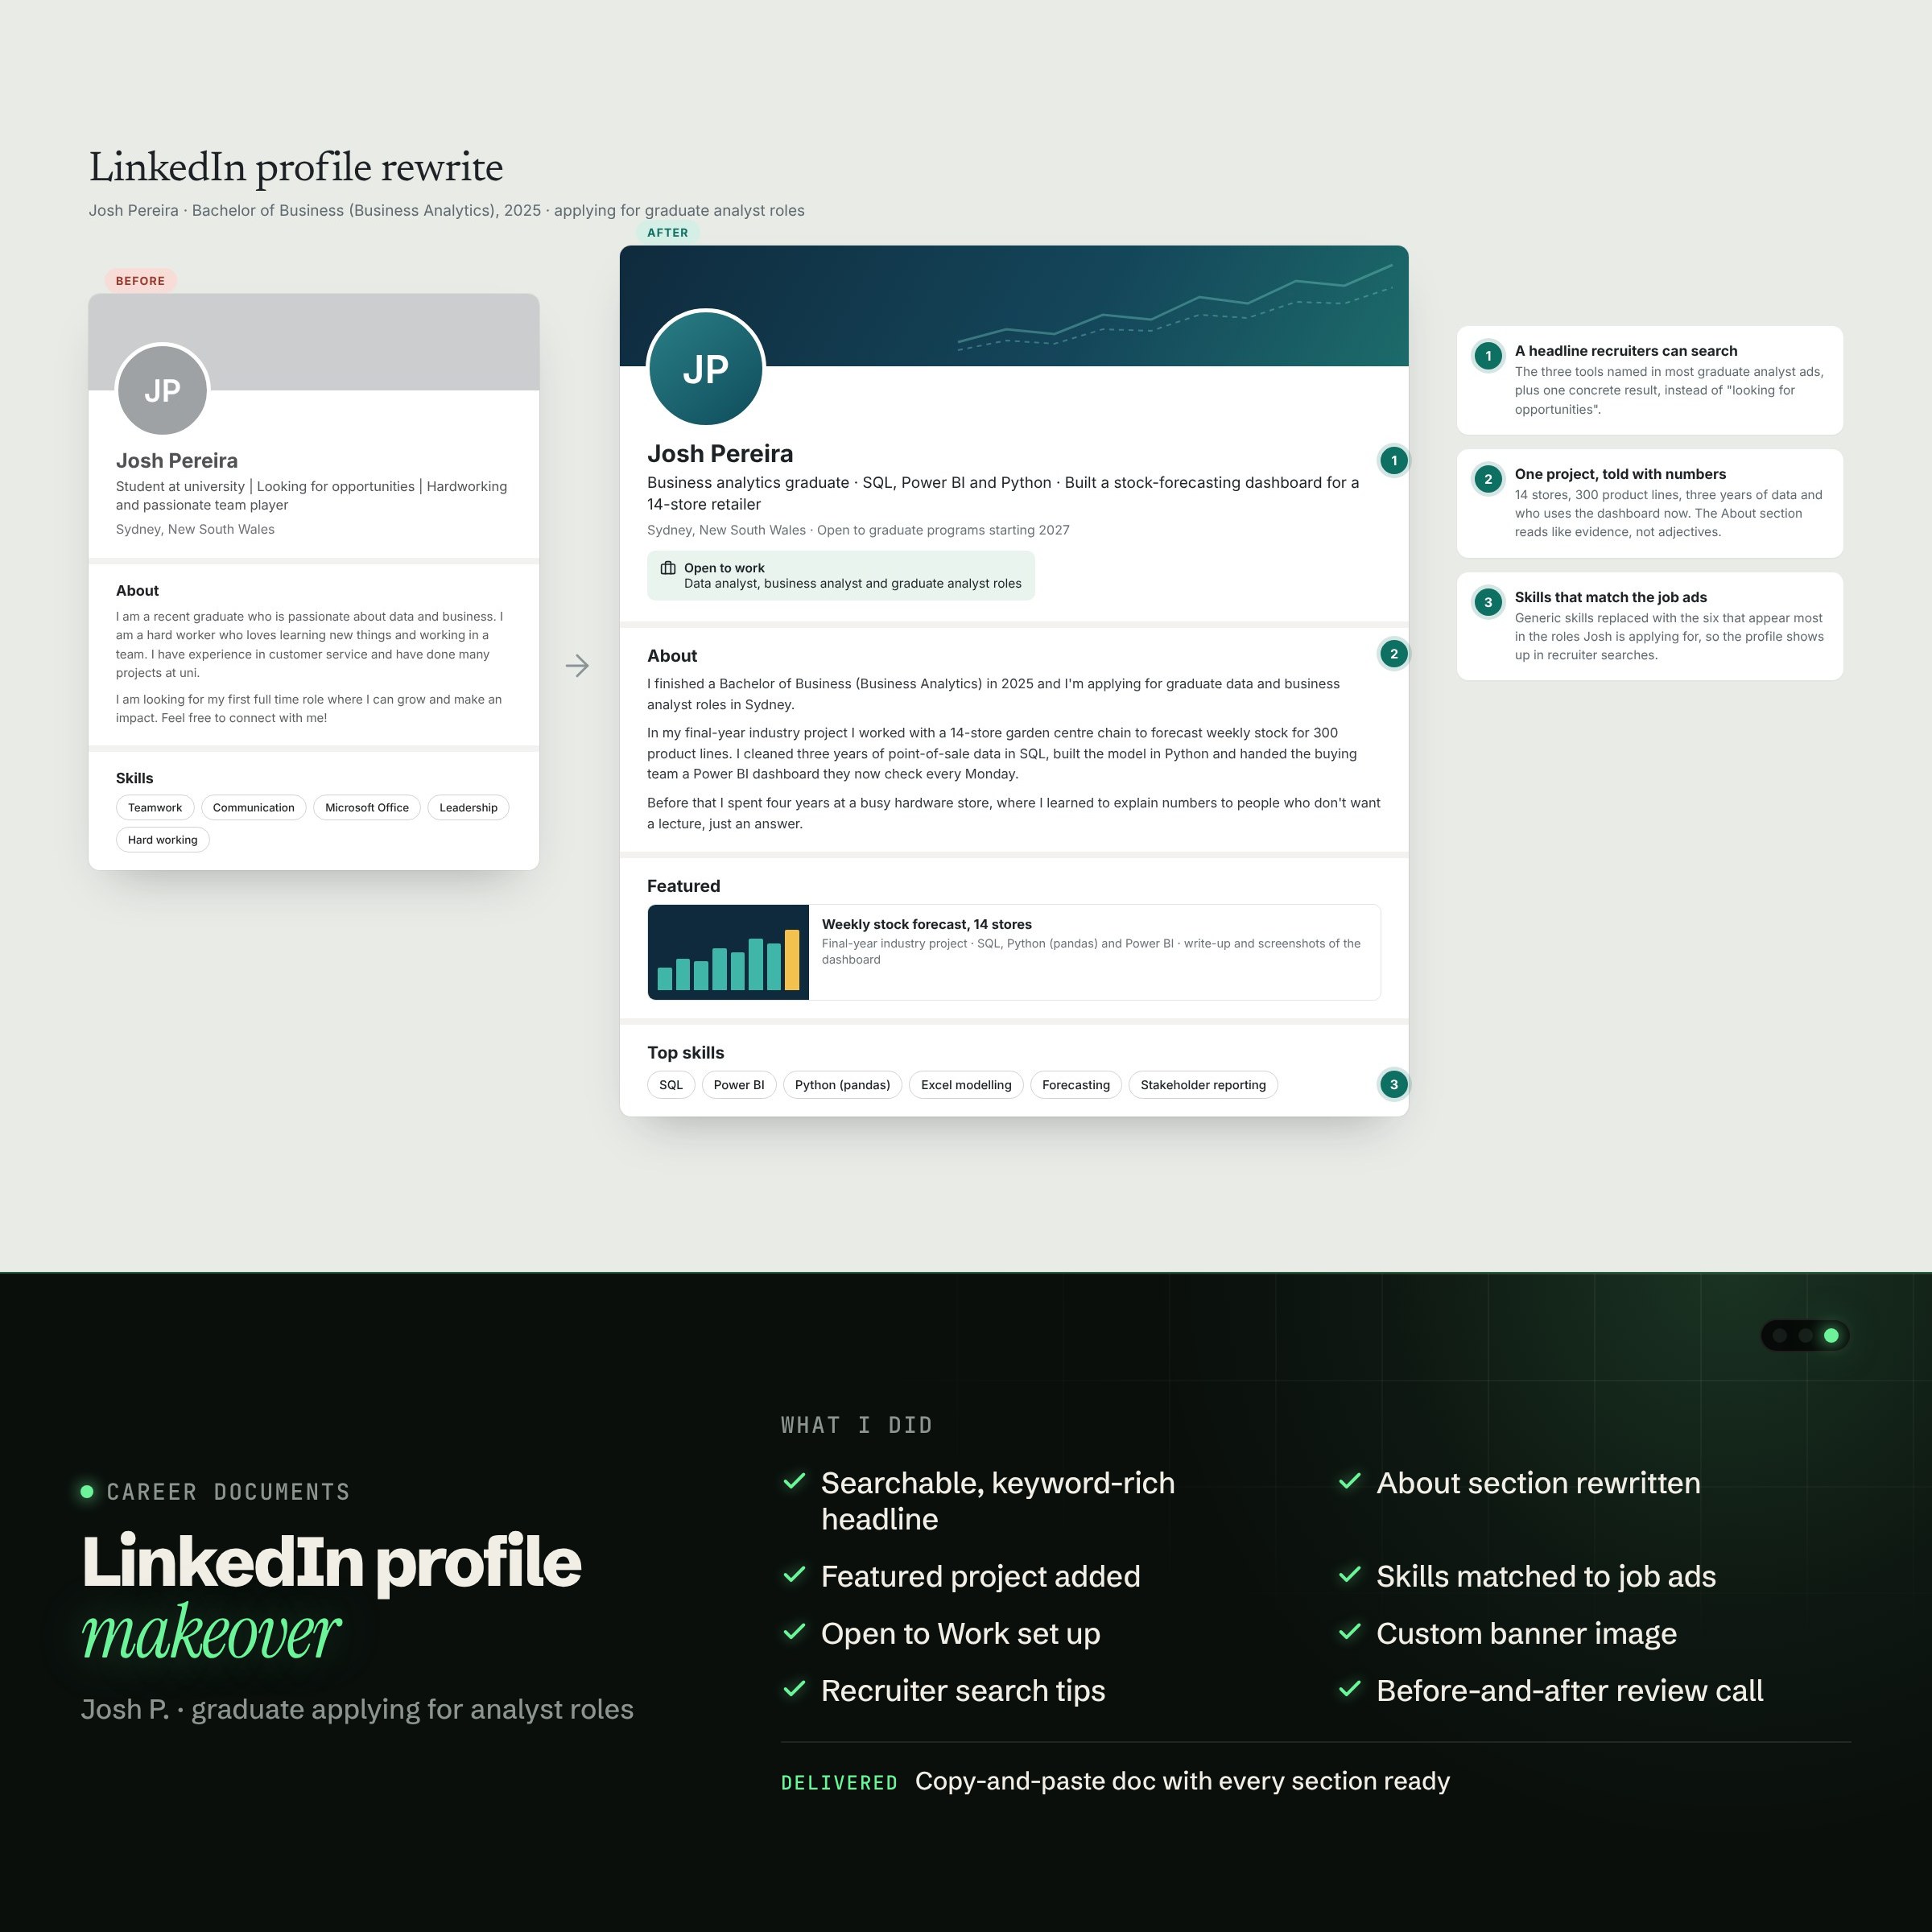 LinkedIn profile rewrite
Josh Pereira · Bachelor of Business (Business Analytics), 2025 · applying for graduate analyst roles
BEFORE
JP
Josh Pereira
Student at university | Looking for opportunities | Hardworking
and passionate team player
Sydney, New South Wales
About
I am a recent graduate who is passionate about data and business. I
am a hard worker who loves learning new things and working in a
team. I have experience in customer service and have done many
projects at uni.
I am looking for my first full time role where I can grow and make an
impact. Feel free to connect with me!
Skills
Teamwork
Communication
Microsoft Office
Leadership
Hard working
AFTER
JP
Josh Pereira
1
Business analytics graduate · SQL, Power BI and Python · Built a stock-forecasting dashboard for a
14-store retailer
Sydney, New South Wales · Open to graduate programs starting 2027
Open to work
Data analyst, business analyst and graduate analyst roles
About
2
I finished a Bachelor of Business (Business Analytics) in 2025 and I'm applying for graduate data and business
analyst roles in Sydney.
In my final-year industry project I worked with a 14-store garden centre chain to forecast weekly stock for 300
product lines. I cleaned three years of point-of-sale data in SQL, built the model in Python and handed the buying
team a Power BI dashboard they now check every Monday.
Before that I spent four years at a busy hardware store, where I learned to explain numbers to people who don't want
a lecture, just an answer.
Featured
Weekly stock forecast, 14 stores
Final-year industry project · SQL, Python (pandas) and Power BI · write-up and screenshots of the
dashboard
Top skills
SQL
Power BI
Python (pandas)
Excel modelling
Forecasting
Stakeholder reporting
3
1
A headline recruiters can search
The three tools named in most graduate analyst ads,
plus one concrete result, instead of "looking for
opportunities".
2
One project, told with numbers
14 stores, 300 product lines, three years of data and
who uses the dashboard now. The About section
reads like evidence, not adjectives.
3
Skills that match the job ads
Generic skills replaced with the six that appear most
in the roles Josh is applying for, so the profile shows
up in recruiter searches.
CAREER DOCUMENTS
LinkedIn profile
makeover
Josh P. · graduate applying for analyst roles
WHAT I DID
Searchable, keyword-rich
headline
About section rewritten
Featured project added
Skills matched to job ads
Open to Work set up
Custom banner image
Recruiter search tips
Before-and-after review call
DELIVERED Copy-and-paste doc with every section ready